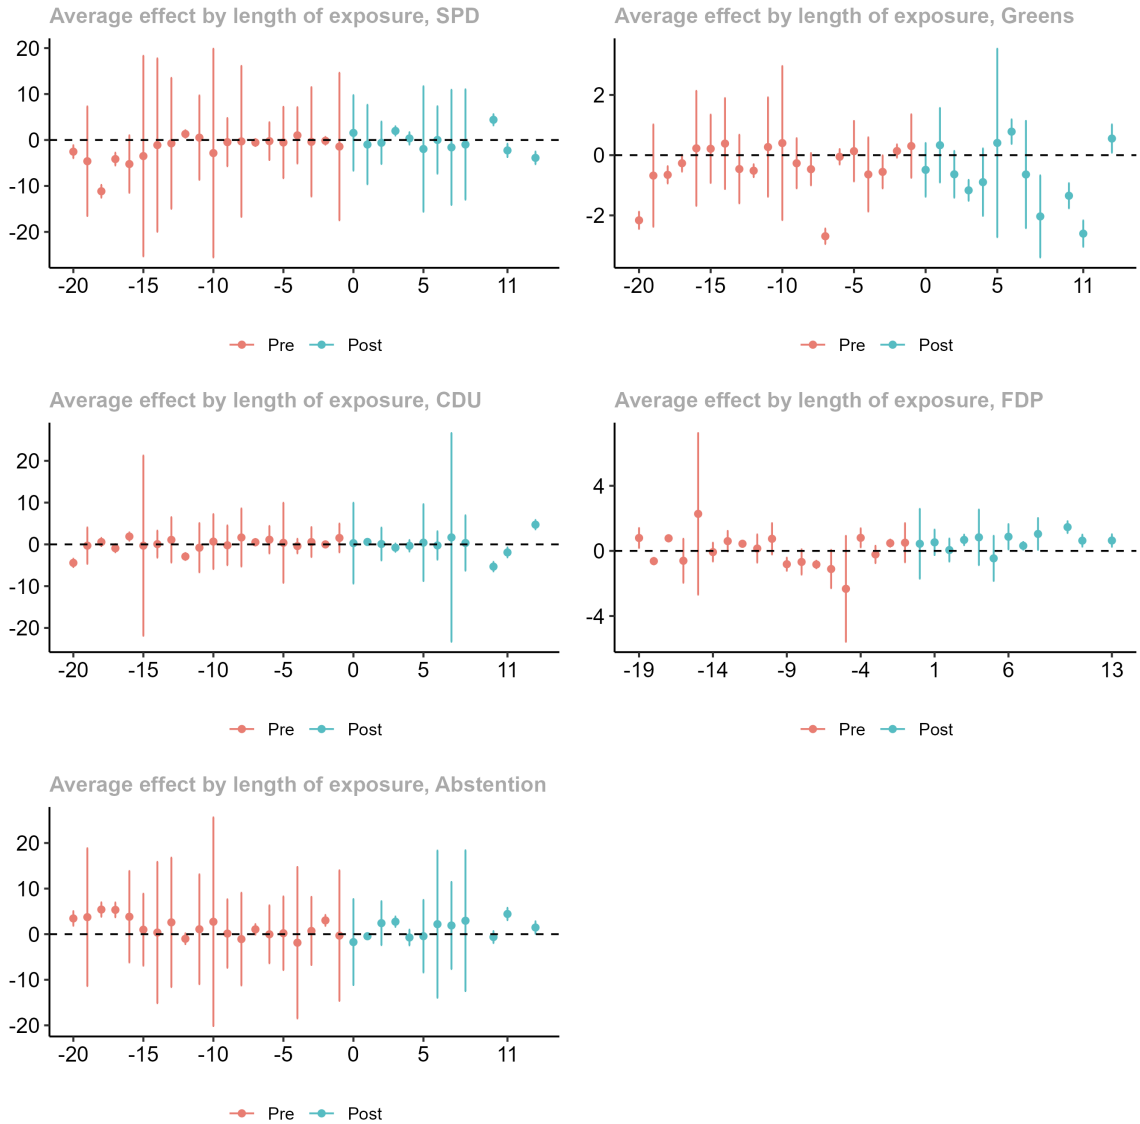 Average effect by length of exposure, SPD
20
10
0
-10
-20
-20 -15 -10 -5 0 5 11
Pre Post
Average effect by length of exposure, Greens
2
0
-2
-20 -15 -10 -5 0 5 11
Pre Post
Average effect by length of exposure, CDU
20
10
0
-10
-20
-20 -15 -10 -5 0 5 11
Pre Post
Average effect by length of exposure, FDP
4
0
-4
-19 -14 -9 -4 1 6 13
Pre Post
Average effect by length of exposure, Abstention
20
10
0
-10
-20
-20 -15 -10 -5 0 5 11
Pre Post